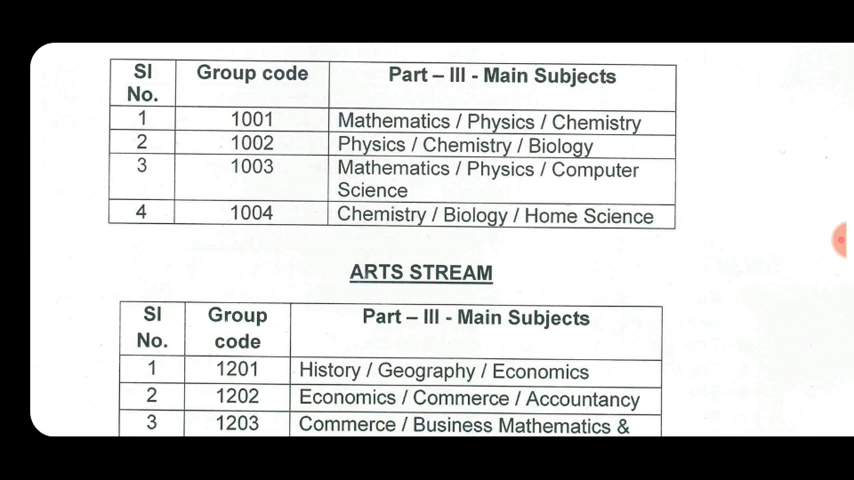 Sl Group code Part – III - Main Subjects
No.
1 1001 Mathematics / Physics / Chemistry
2 1002 Physics / Chemistry / Biology
3 1003 Mathematics / Physics / Computer
Science
4 1004 Chemistry / Biology / Home Science
ARTS STREAM
Sl Group Part – III - Main Subjects
No. code
1 1201 History / Geography / Economics
2 1202 Economics / Commerce / Accountancy
3 1203 Commerce / Business Mathematics &